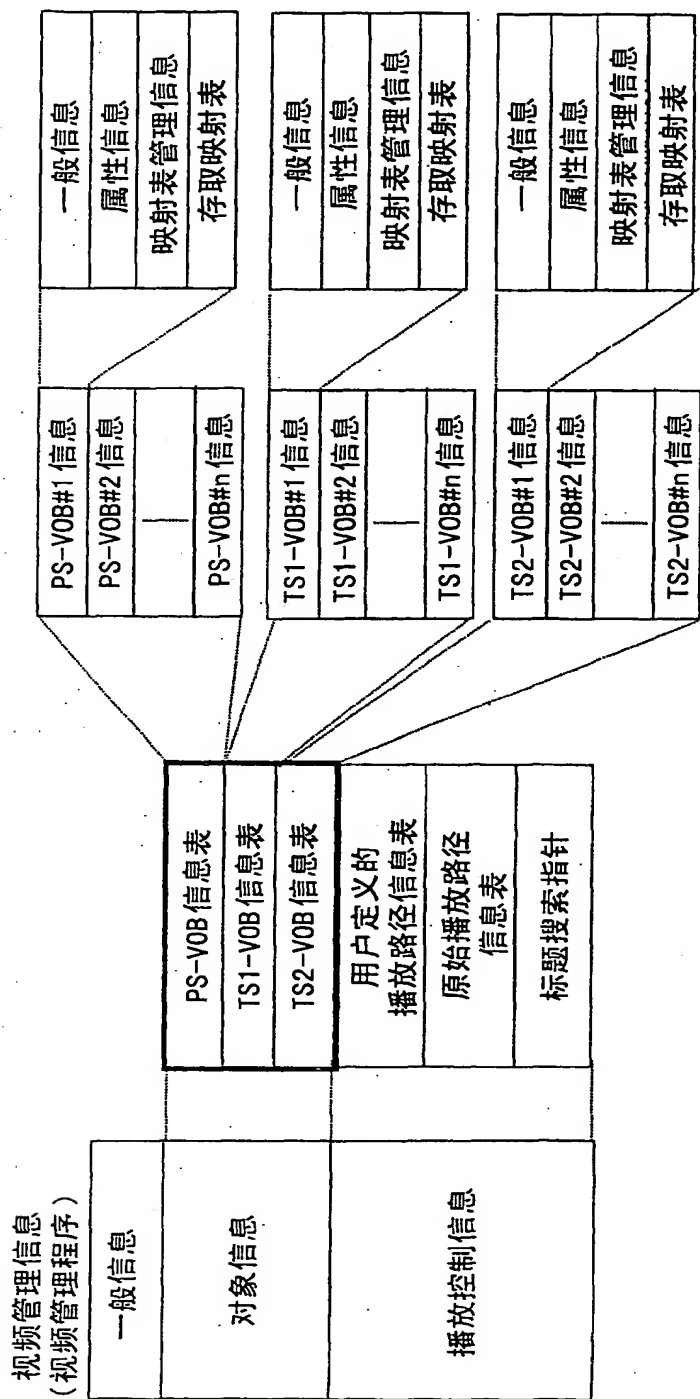 视频管理信息
(视频管理程序)
一般信息
对象信息
播放控制信息
PS-VOB信息表
TS1-VOB信息表
TS2-VOB信息表
用户定义的
播放路径信息表
原始播放路径
信息表
标题搜索指针
PS-VOB#1信息
PS-VOB#2信息
PS-VOB#n信息
TS1-VOB#1信息
TS1-VOB#2信息
TS1-VOB#n信息
TS2-VOB#1信息
TS2-VOB#2信息
TS2-VOB#n信息
一般信息
属性信息
映射表管理信息
存取映射表
一般信息
属性信息
映射表管理信息
存取映射表
一般信息
属性信息
映射表管理信息
存取映射表